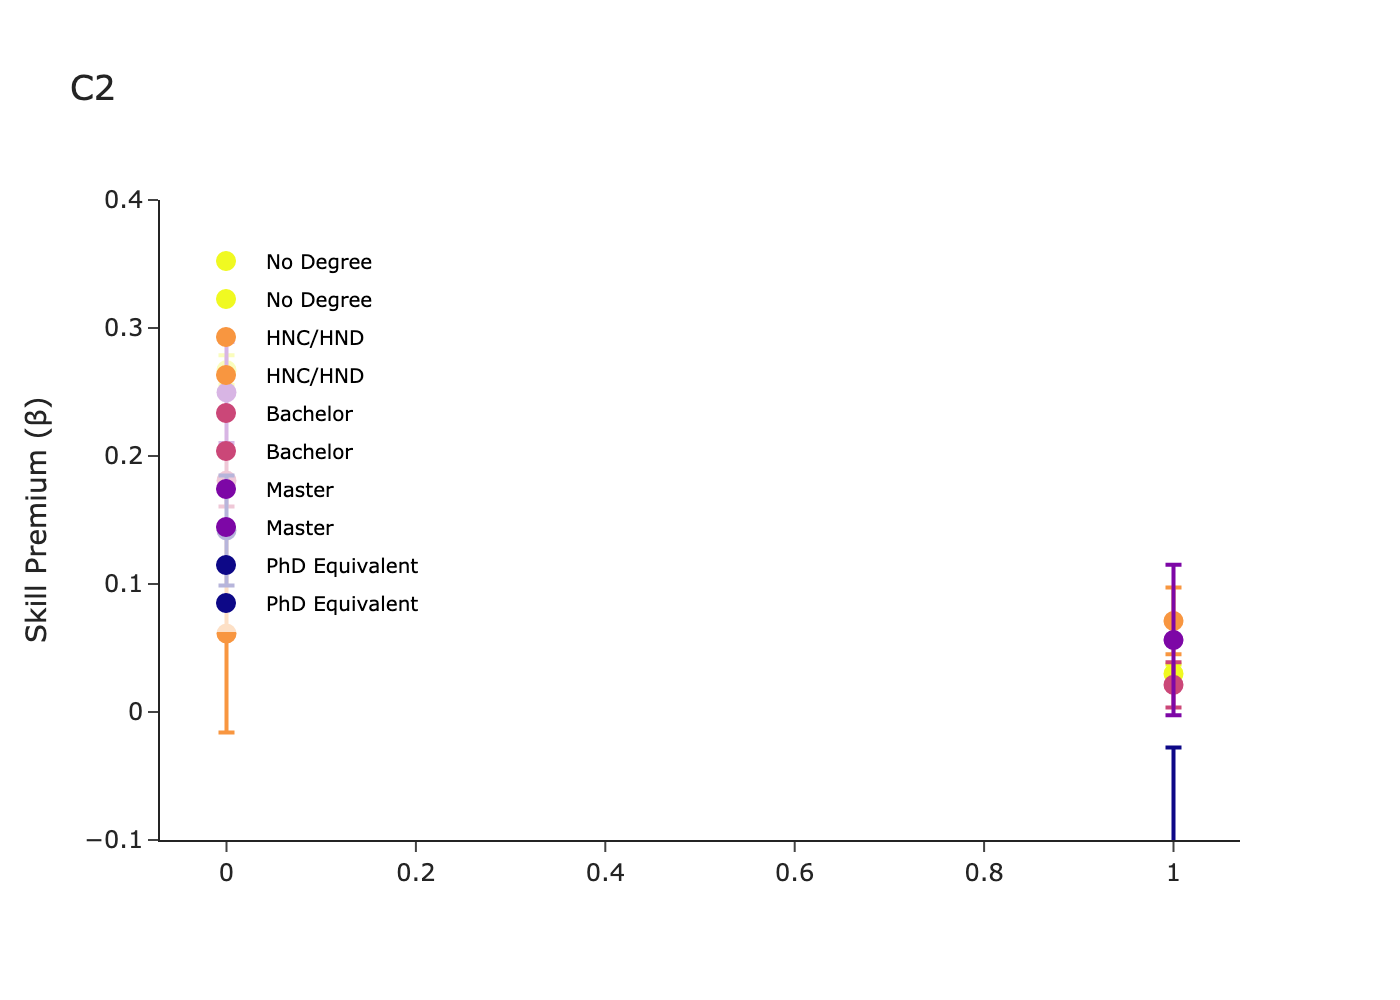 C2
Skill Premium (β)
0.4
0.3
0.2
0.1
0
−0.1
No Degree
No Degree
HNC/HND
HNC/HND
Bachelor
Bachelor
Master
Master
PhD Equivalent
PhD Equivalent
0 0.2 0.4 0.6 0.8 1